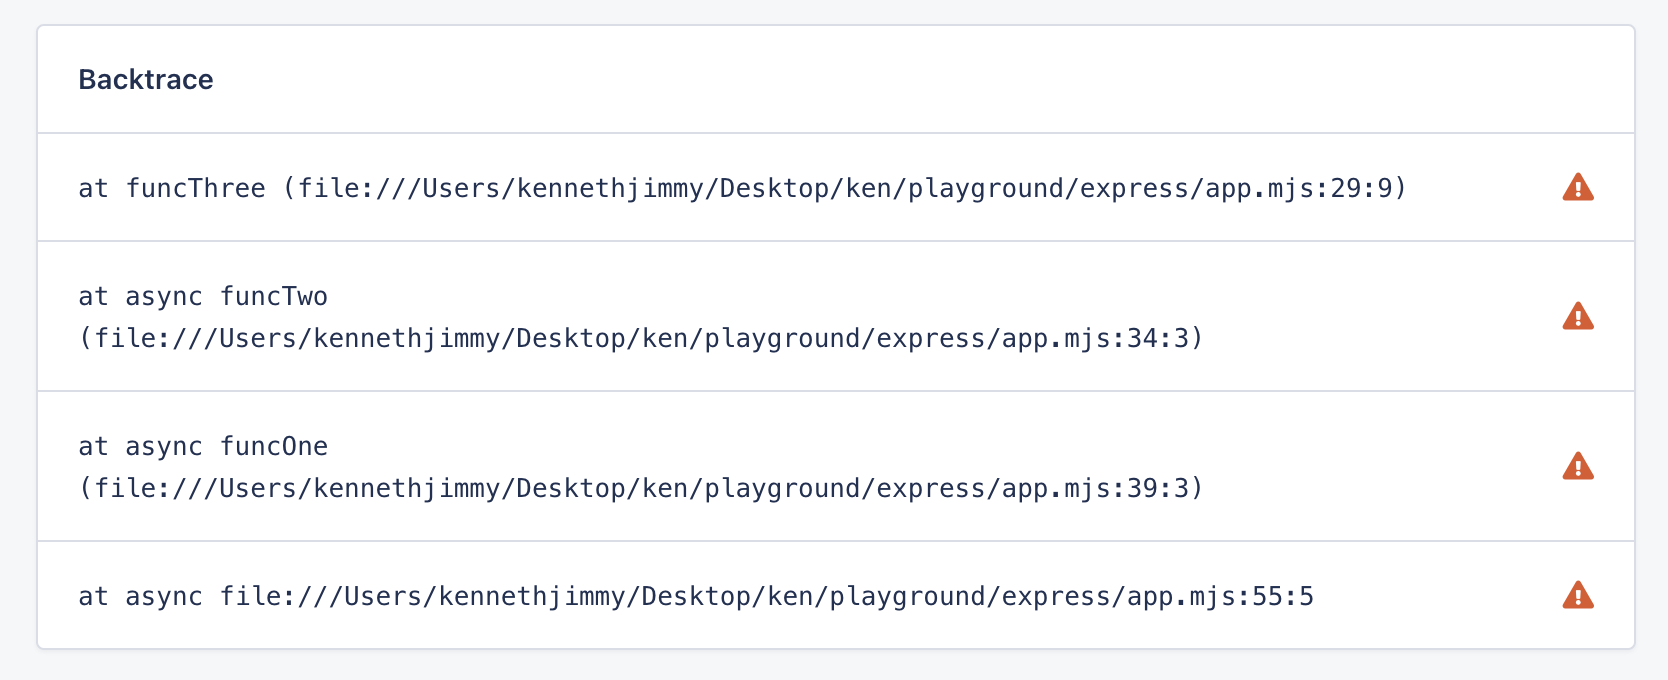 Backtrace
at funcThree (file:///Users/kennethjimmy/Desktop/ken/playground/express/app.mjs:29:9)
at async funcTwo
(file:///Users/kennethjimmy/Desktop/ken/playground/express/app.mjs:34:3)
at async funcOne
(file:///Users/kennethjimmy/Desktop/ken/playground/express/app.mjs:39:3)
at async file:///Users/kennethjimmy/Desktop/ken/playground/express/app.mjs:55:5